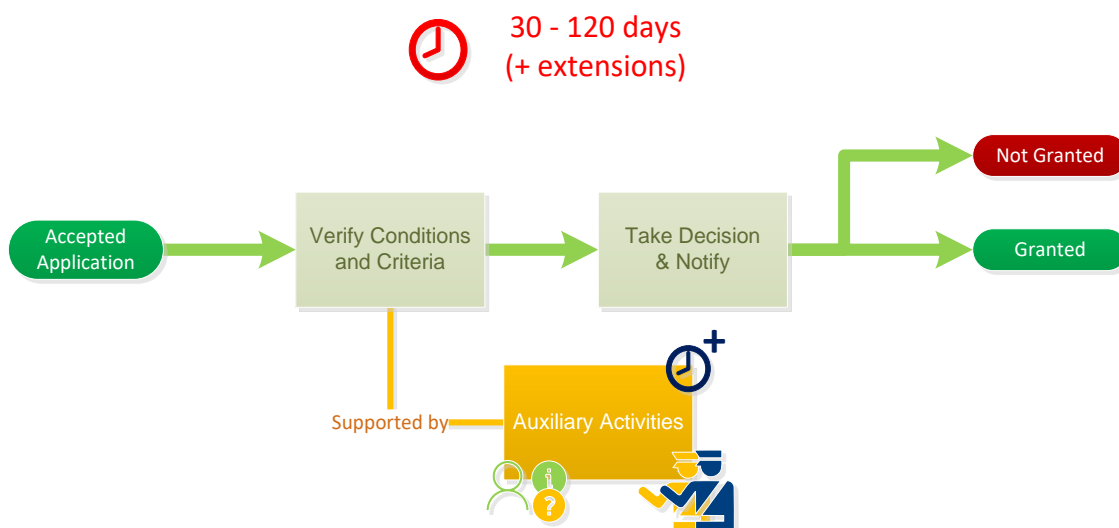 30 - 120 days
(+ extensions)
Not Granted
Accepted
Application
Verify Conditions
and Criteria
Take Decision
& Notify
Granted
Supported by
Auxiliary Activities
i
?